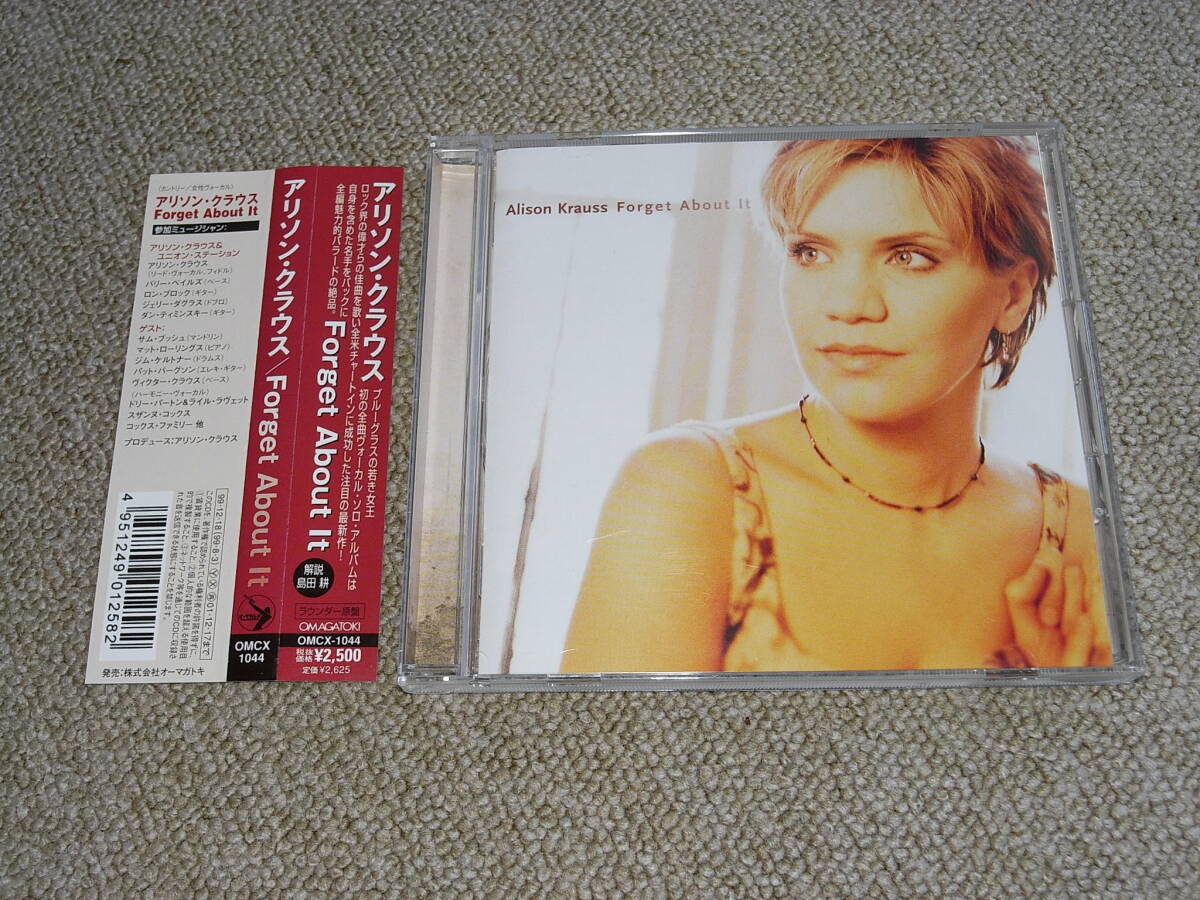 (カントリー/女性ヴォーカル)
アリソン・クラウス
Forget About It
参加ミュージシャン:
アリソン・クラウス&
ユニオン・ステーション
アリソン・クラウス
(リード・ヴォーカル、フィドル)
バリー・ベイルズ(ベース)
ロン・ブロック(ギター)
ジェリー・ダグラス(ドブロ)
ダン・ティミンスキー(ギター)
ゲスト:
サム・ブッシュ(マンドリン)
マット・ローリングス(ピアノ)
ジム・ケルトナー(ドラムス)
パット・バーグソン(エレキ・ギター)
ヴィクター・クラウス(ベース)
(ハーモニー・ヴォーカル)
ドリー・パートン&ライル・ラヴェット
スザンヌ・コックス
コックス・ファミリー 他
プロデュース:アリソン・クラウス
99・12・18(99・8・3)
01・12・17まで
4951249012582
発売:株式会社オーマガトキ
アリソン・クラウス/Forget About It
OMCX
1044
アリソン・クラウス Forget About It
ブルーグラスの若き女王
初の全曲ヴォーカル・ソロ・アルバムは
ロック界の偉才らの佳曲を歌い全米チャートインに成功した注目の最新作!
自身を含めた名手をバックに
全編魅力的バラードの絶品。
解説
島田 耕
ラウンダー原盤
OMAGATOKI
OMCX-1044
税抜価格¥2,500
定価¥2,625
Alison Krauss Forget About It